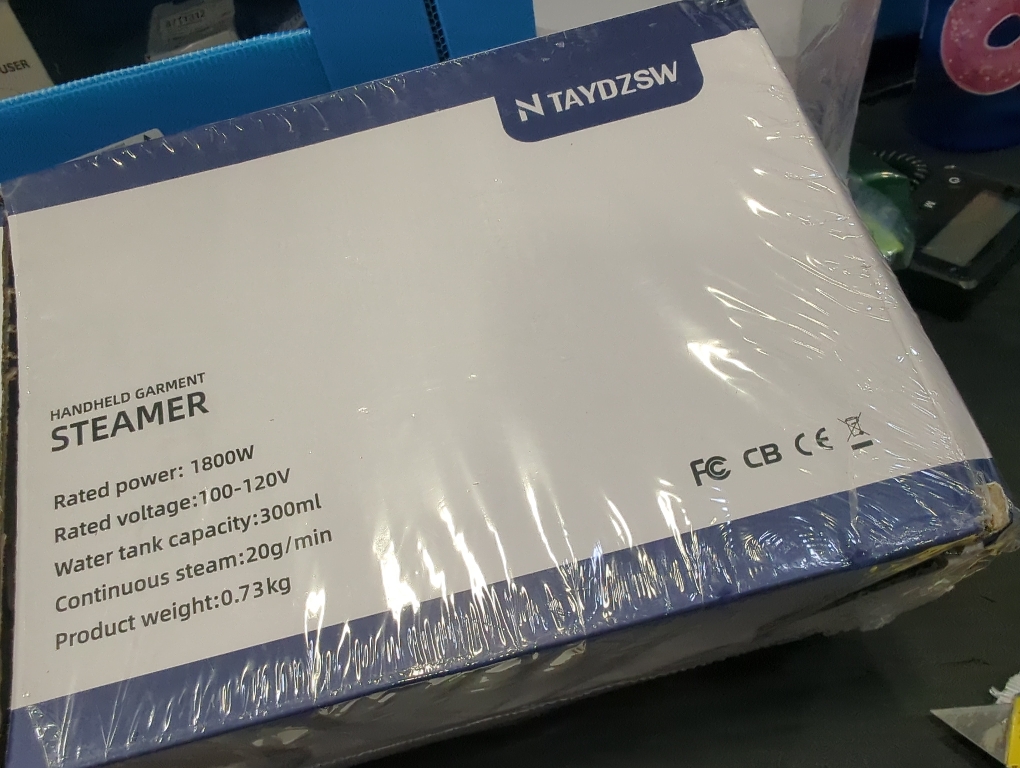 USER
TAYDZSW
HANDHELD GARMENT
STEAMER
Rated power: 1800W
Rated voltage:100-120V
Water tank capacity:300ml
Continuous steam:20g/min
Product weight:0.73kg
FC CB CE